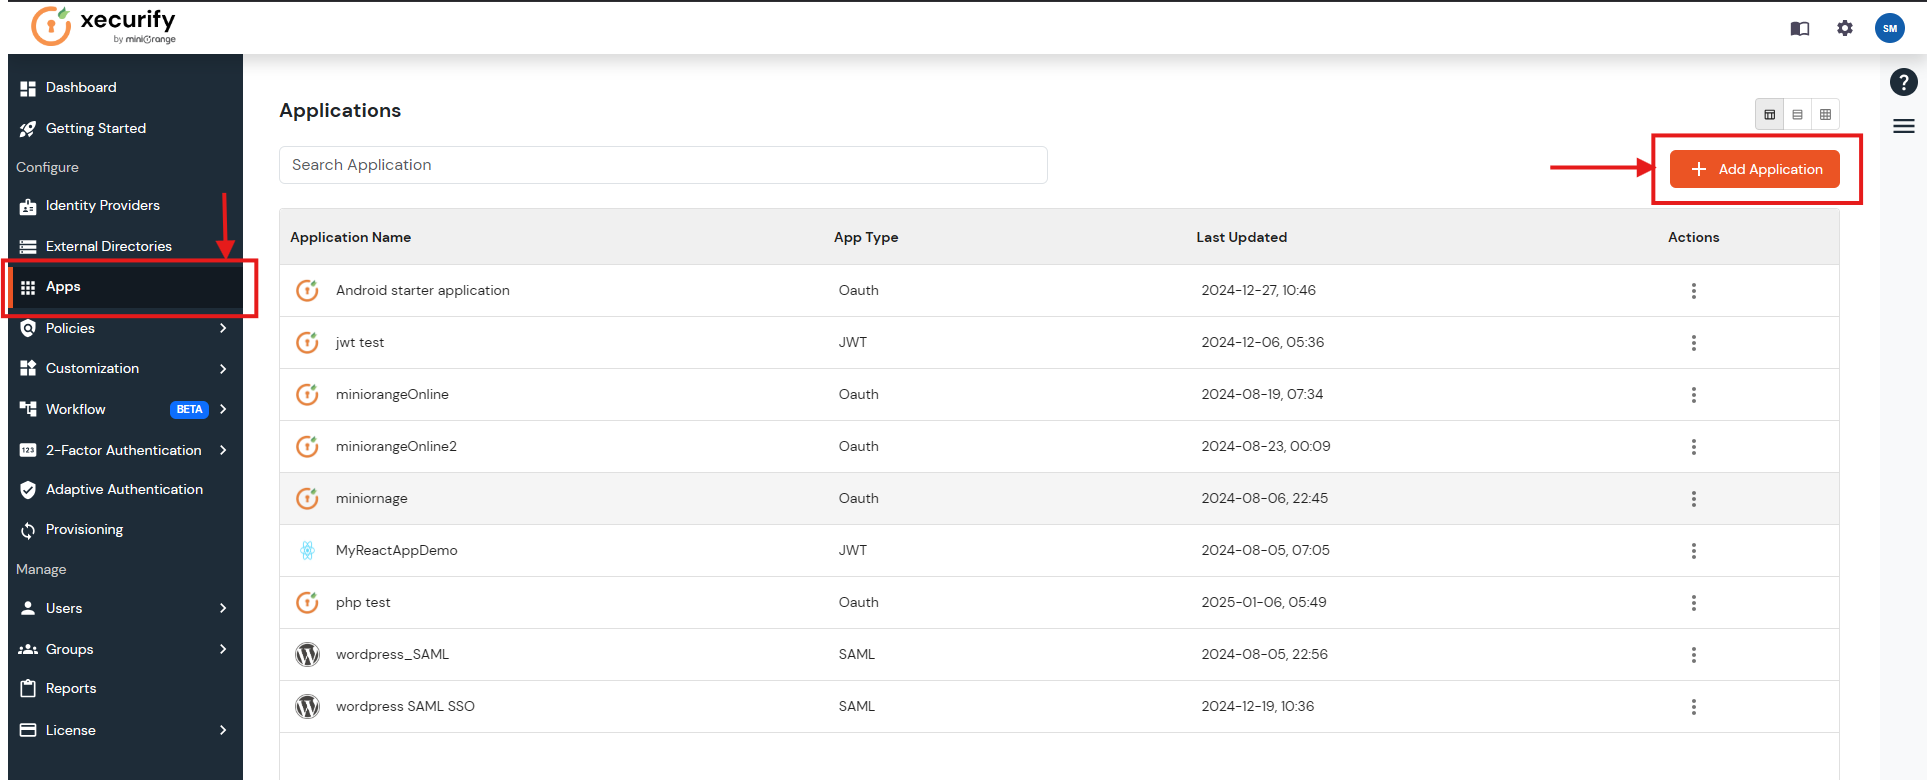 xecurify
by miniOrange
SM
Dashboard
Getting Started
Configure
Identity Providers
External Directories
Apps
Policies
Customization
Workflow BETA
2-Factor Authentication
Adaptive Authentication
Provisioning
Manage
Users
Groups
Reports
License
Applications
Search Application
Add Application
Application Name App Type Last Updated Actions
Android starter application Oauth 2024-12-27, 10:46
jwt test JWT 2024-12-06, 05:36
miniorangeOnline Oauth 2024-08-19, 07:34
miniorangeOnline2 Oauth 2024-08-23, 00:09
miniornage Oauth 2024-08-06, 22:45
MyReactAppDemo JWT 2024-08-05, 07:05
php test Oauth 2025-01-06, 05:49
wordpress_SAML SAML 2024-08-05, 22:56
wordpress SAML SSO SAML 2024-12-19, 10:36